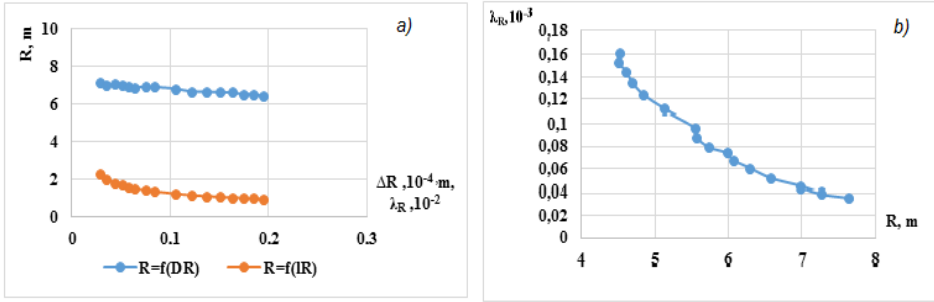 a)
R, m
10
8
6
4
2
0
0 0.1 0.2 0.3
ΔR ,10⁻⁴·m,
λR ,10⁻²
R=f(DR) R=f(lR)
b)
λR,10⁻³
0,18
0,16
0,14
0,12
0,1
0,08
0,06
0,04
0,02
0
4 5 6 7 8
R, m